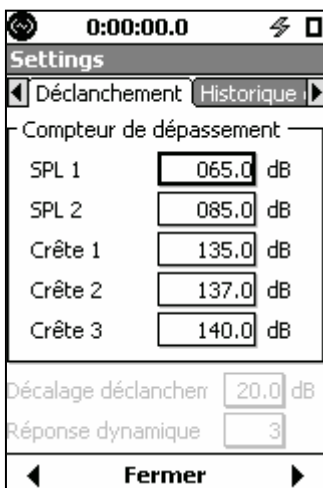 0:00:00.0
Settings
Déclanchement Historique
Compteur de dépassement
SPL 1 065.0 dB
SPL 2 085.0 dB
Crête 1 135.0 dB
Crête 2 137.0 dB
Crête 3 140.0 dB
Décalage déclanchem 20.0 dB
Réponse dynamique 3
Fermer